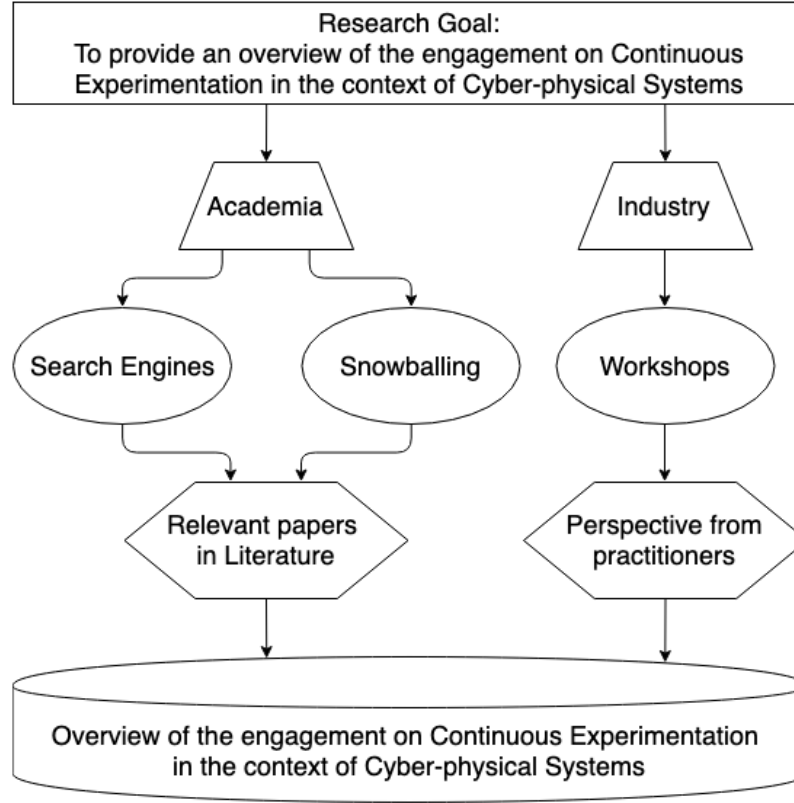 Research Goal:
To provide an overview of the engagement on Continuous
Experimentation in the context of Cyber-physical Systems
Academia
Industry
Search Engines
Snowballing
Workshops
Relevant papers
in Literature
Perspective from
practitioners
Overview of the engagement on Continuous Experimentation
in the context of Cyber-physical Systems